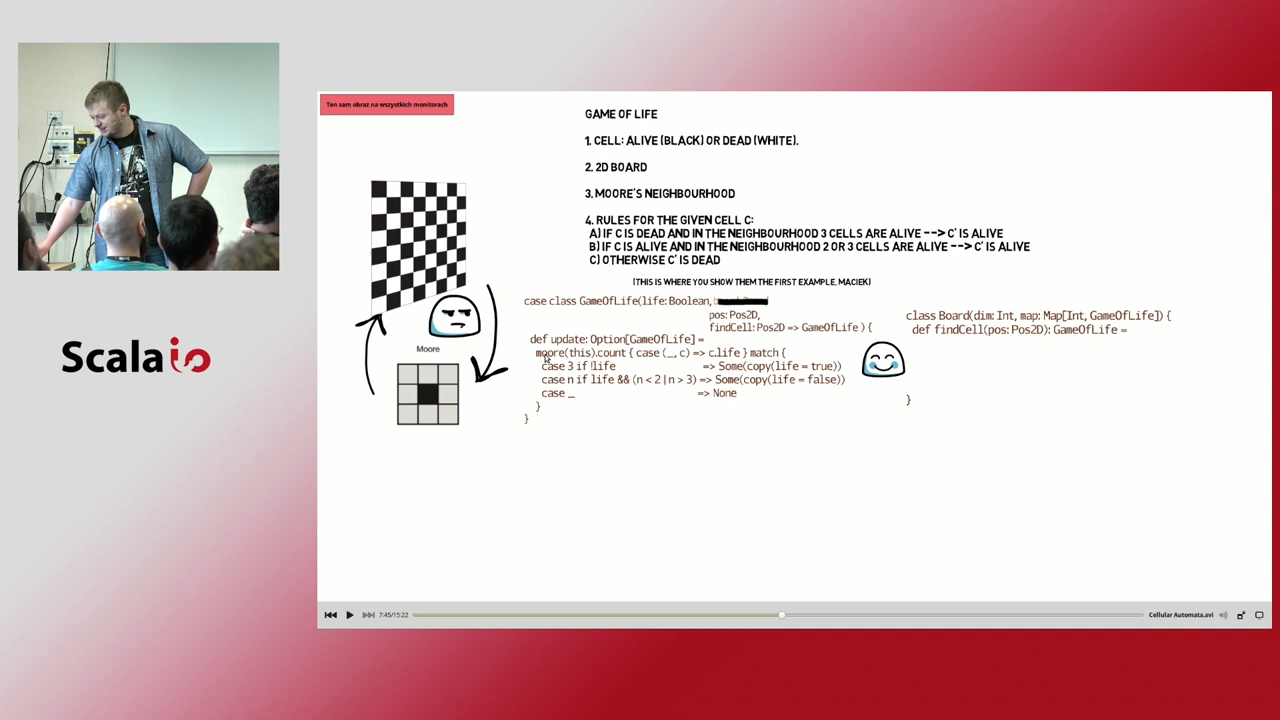 Ten sam obraz na wszystkich monitorach
GAME OF LIFE
1. CELL: ALIVE (BLACK) OR DEAD (WHITE).
2. 2D BOARD
3. MOORE'S NEIGHBOURHOOD
4. RULES FOR THE GIVEN CELL C:
A) IF C IS DEAD AND IN THE NEIGHBOURHOOD 3 CELLS ARE ALIVE --> C' IS ALIVE
B) IF C IS ALIVE AND IN THE NEIGHBOURHOOD 2 OR 3 CELLS ARE ALIVE --> C' IS ALIVE
C) OTHERWISE C' IS DEAD
(THIS IS WHERE YOU SHOW THEM THE FIRST EXAMPLE, MACIEK)
case class GameOfLife(life: Boolean,
pos: Pos2D,
findCell: Pos2D => GameOfLife ) {
def update: Option[GameOfLife] =
moore(this).count { case (_, c) => c.life } match {
case 3 if !life => Some(copy(life = true))
case n if life && (n < 2 | n > 3) => Some(copy(life = false))
case _ => None
}
}
class Board(dim: Int, map: Map[Int, GameOfLife]) {
def findCell(pos: Pos2D): GameOfLife =
}
Moore
Scala io
7:45/15:22
Cellular Automata.avi